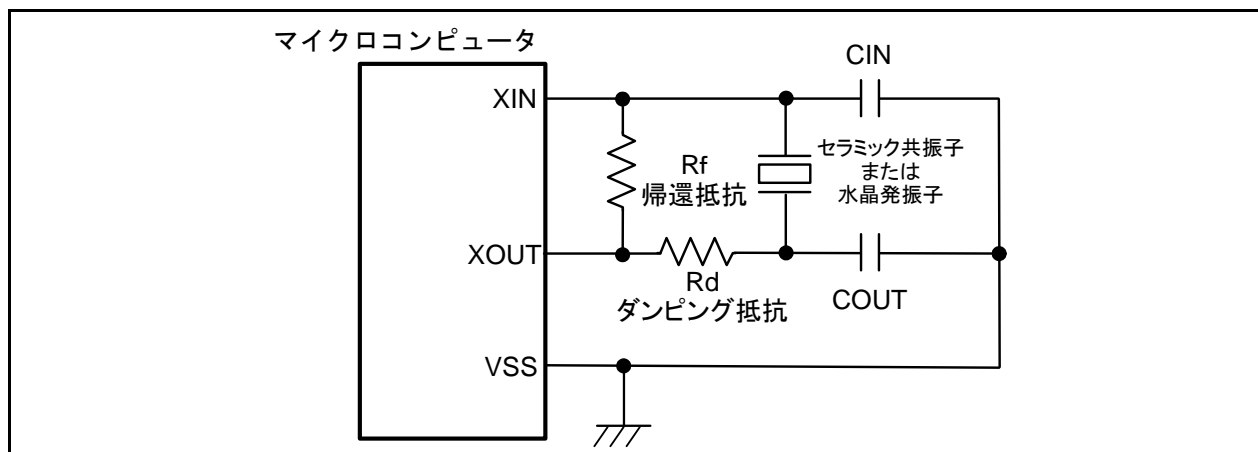 マイクロコンピュータ
CIN
XIN
セラミック共振子
または
水晶発振子
Rf
帰還抵抗
XOUT
Rd
ダンピング抵抗
COUT
VSS